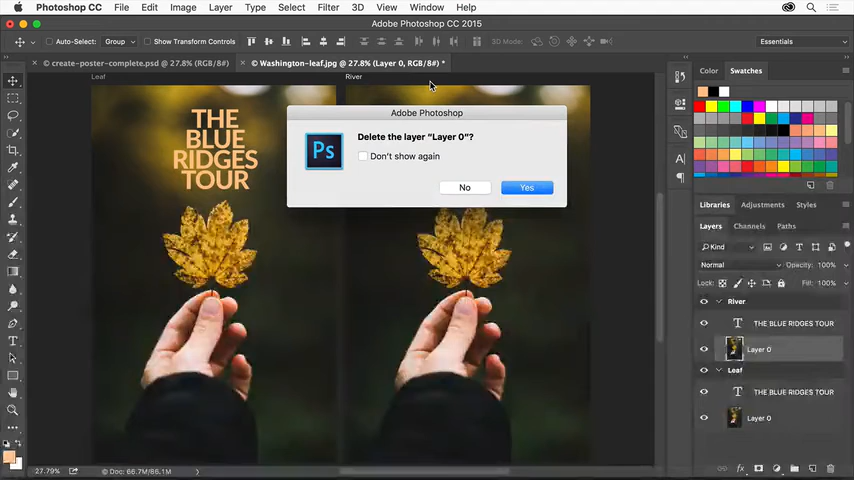 Photoshop CC File Edit Image Layer Type Select Filter 3D View Window Help
Adobe Photoshop CC 2015
Auto-Select: Group Show Transform Controls 3D Mode: Essentials
× © create-poster-complete.psd @ 27.8% (RGB/8#) × © Washington-leaf.jpg @ 27.8% (Layer 0, RGB/8#) *
Leaf River
THE
BLUE
RIDGES
TOUR
Adobe Photoshop
Ps
Delete the layer “Layer 0”?
Don't show again
No Yes
Color Swatches
Libraries Adjustments Styles
Layers Channels Paths
Kind
Normal Opacity: 100%
Lock: Fill: 100%
River
T THE BLUE RIDGES TOUR
Layer 0
Leaf
T THE BLUE RIDGES TOUR
Layer 0
fx
27.79% Doc: 66.7M/65.1M